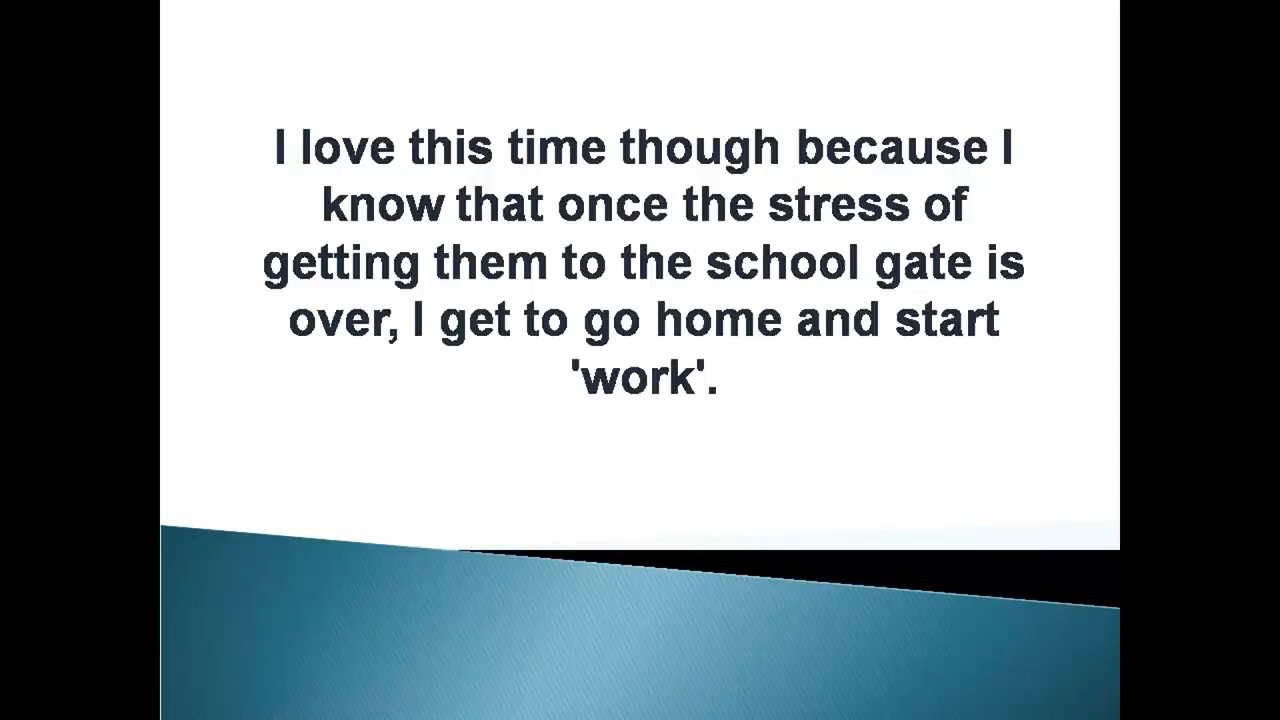 I love this time though because I
know that once the stress of
getting them to the school gate is
over, I get to go home and start
'work'.